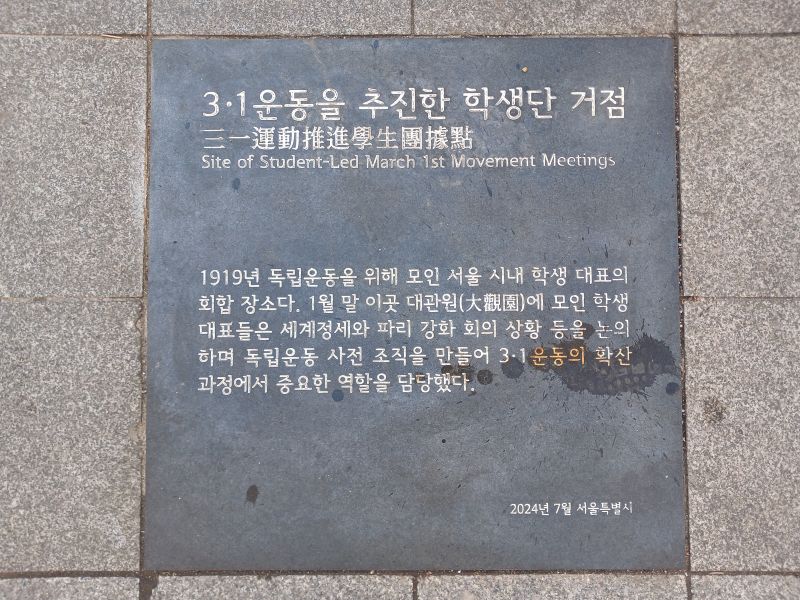 3·1운동을 추진한 학생단 거점
三一運動推進學生團據點
Site of Student-Led March 1st Movement Meetings
1919년 독립운동을 위해 모인 서울 시내 학생 대표의
회합 장소다. 1월 말 이곳 대관원(大觀園)에 모인 학생
대표들은 세계정세와 파리 강화 회의 상황 등을 논의
하며 독립운동 사전 조직을 만들어 3·1운동의 확산
과정에서 중요한 역할을 담당했다.
2024년 7월 서울특별시